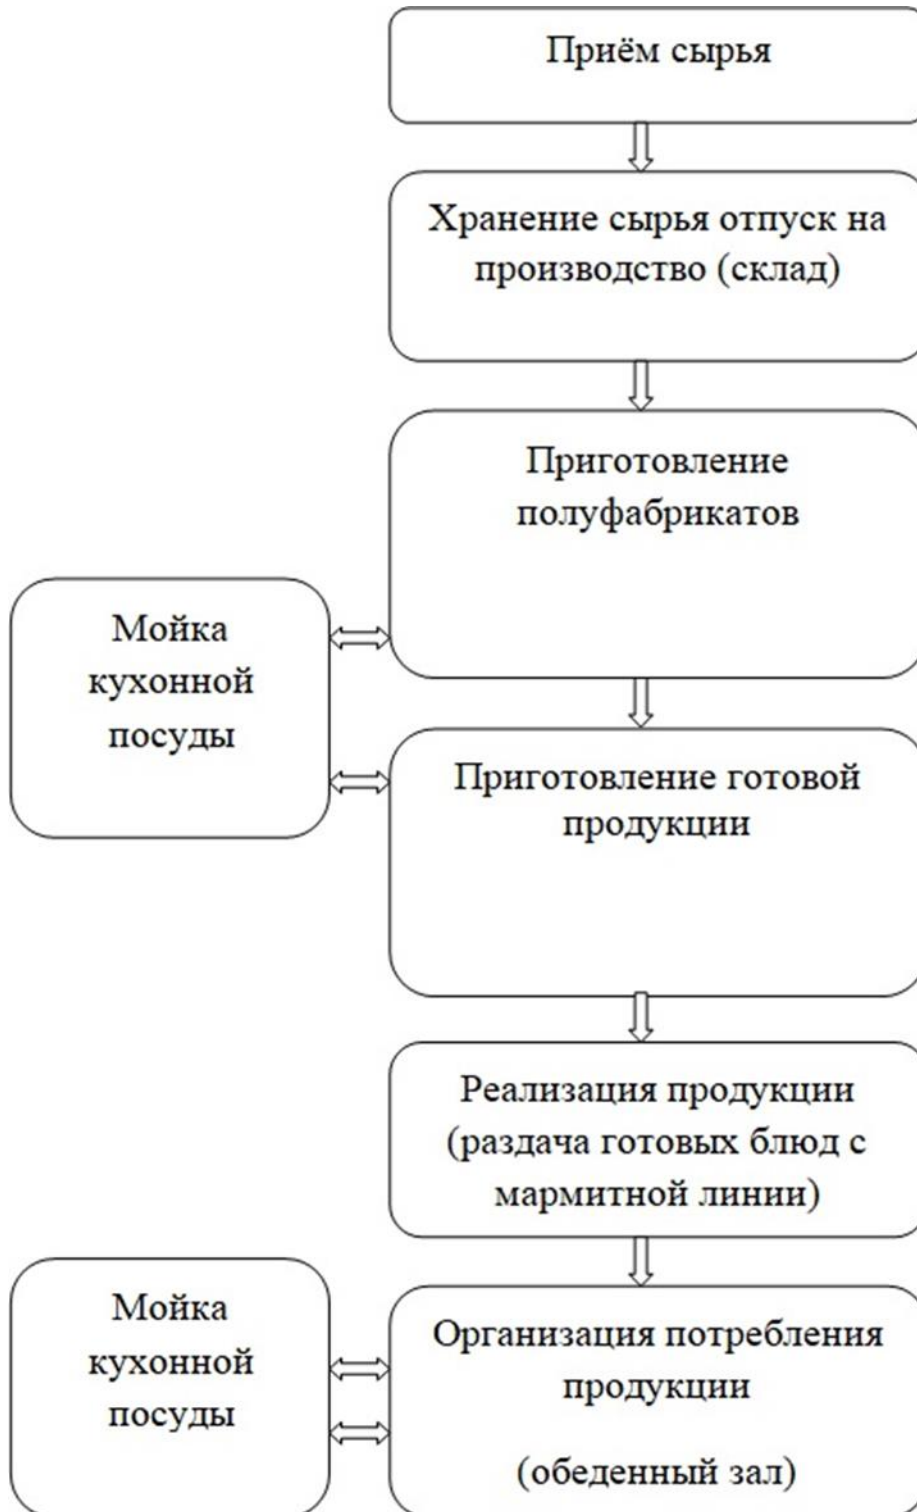 Приём сырья
Хранение сырья отпуск на
производство (склад)
Приготовление
полуфабрикатов
Мойка
кухонной
посуды
Приготовление готовой
продукции
Реализация продукции
(раздача готовых блюд с
мармитной линии)
Мойка
кухонной
посуды
Организация потребления
продукции
(обеденный зал)